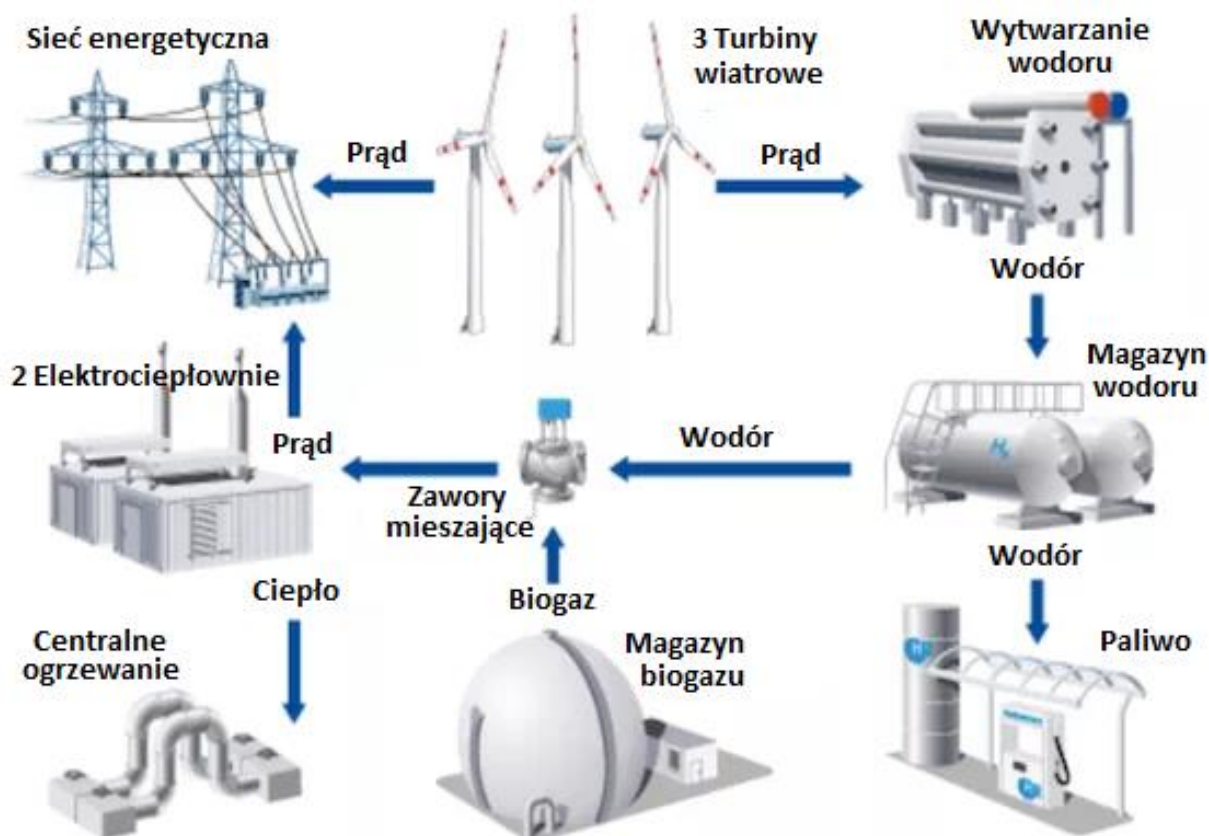 Sieć energetyczna
3 Turbiny
wiatrowe
Wytwarzanie
wodoru
Prąd
Prąd
Wodór
2 Elektrociepłownie
Magazyn
wodoru
Prąd
Wodór
H₂
Zawory
mieszające
Wodór
Ciepło
Biogaz
Centralne
ogrzewanie
Magazyn
biogazu
Paliwo